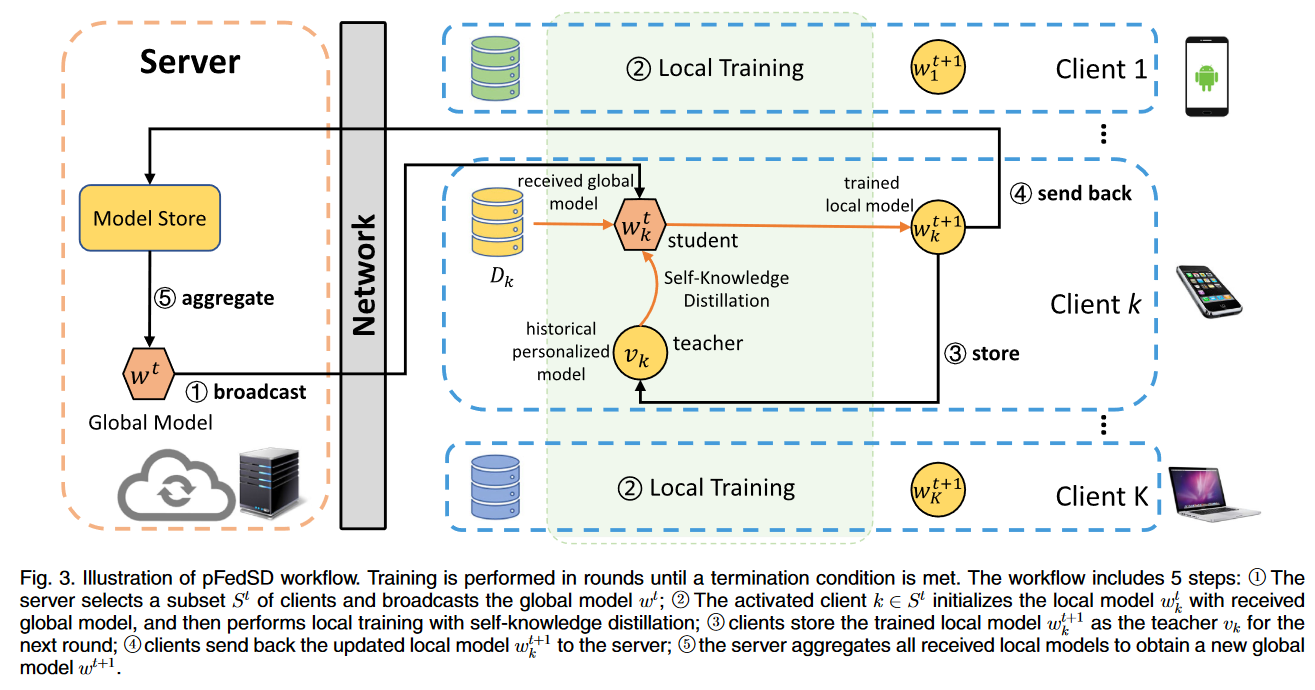 Server
Model Store
⑤ aggregate
w^t
① broadcast
Global Model
Network
② Local Training
w_1^{t+1}
Client 1
received global
model
D_k
w_k^t
student
Self-Knowledge
Distillation
historical
personalized
model
v_k
teacher
trained
local model
w_k^{t+1}
④ send back
③ store
Client k
② Local Training
w_K^{t+1}
Client K
Fig. 3. Illustration of pFedSD workflow. Training is performed in rounds until a termination condition is met. The workflow includes 5 steps: ① The
server selects a subset S^t of clients and broadcasts the global model w^t; ② The activated client k ∈ S^t initializes the local model w_k^t with received
global model, and then performs local training with self-knowledge distillation; ③ clients store the trained local model w_k^{t+1} as the teacher v_k for the
next round; ④ clients send back the updated local model w_k^{t+1} to the server; ⑤ the server aggregates all received local models to obtain a new global
model w^{t+1}.